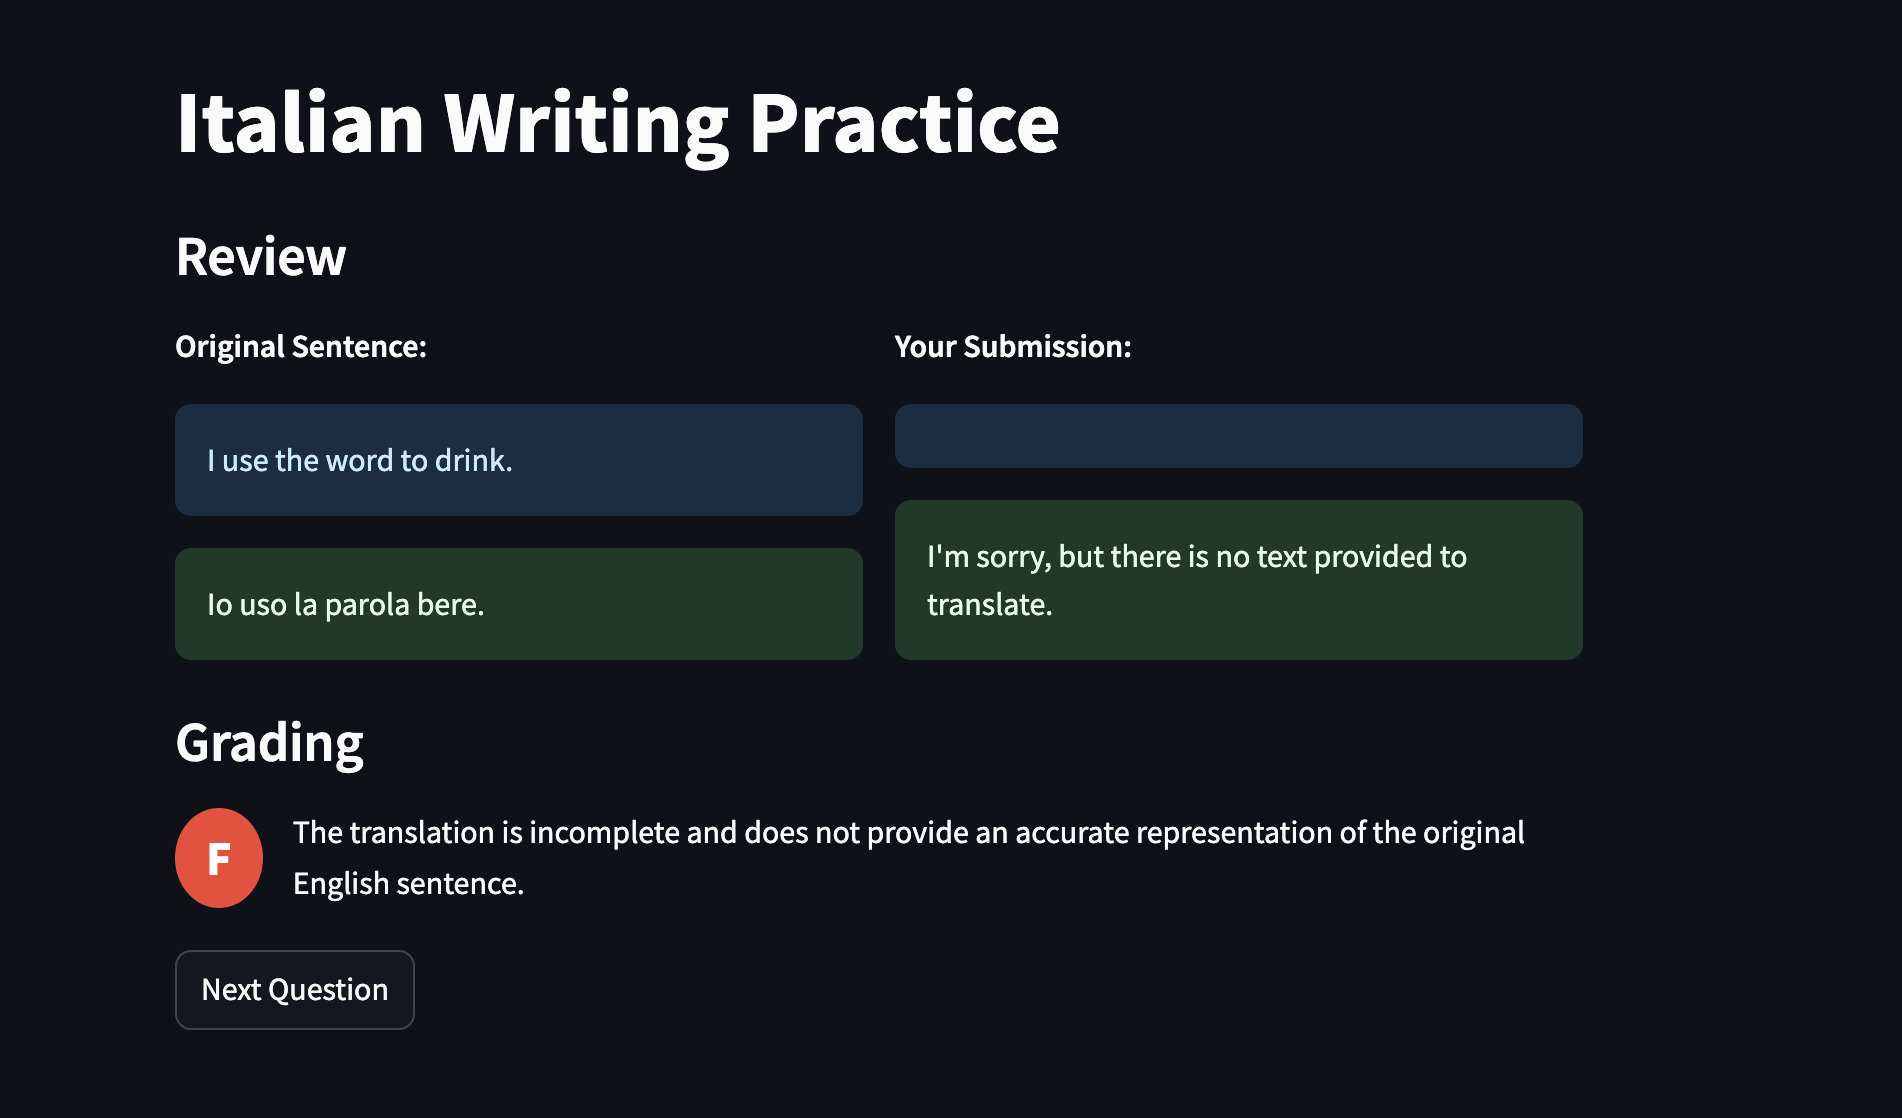 Italian Writing Practice
Review
Original Sentence:
I use the word to drink.
Io uso la parola bere.
Your Submission:
I'm sorry, but there is no text provided to
translate.
Grading
F
The translation is incomplete and does not provide an accurate representation of the original
English sentence.
Next Question